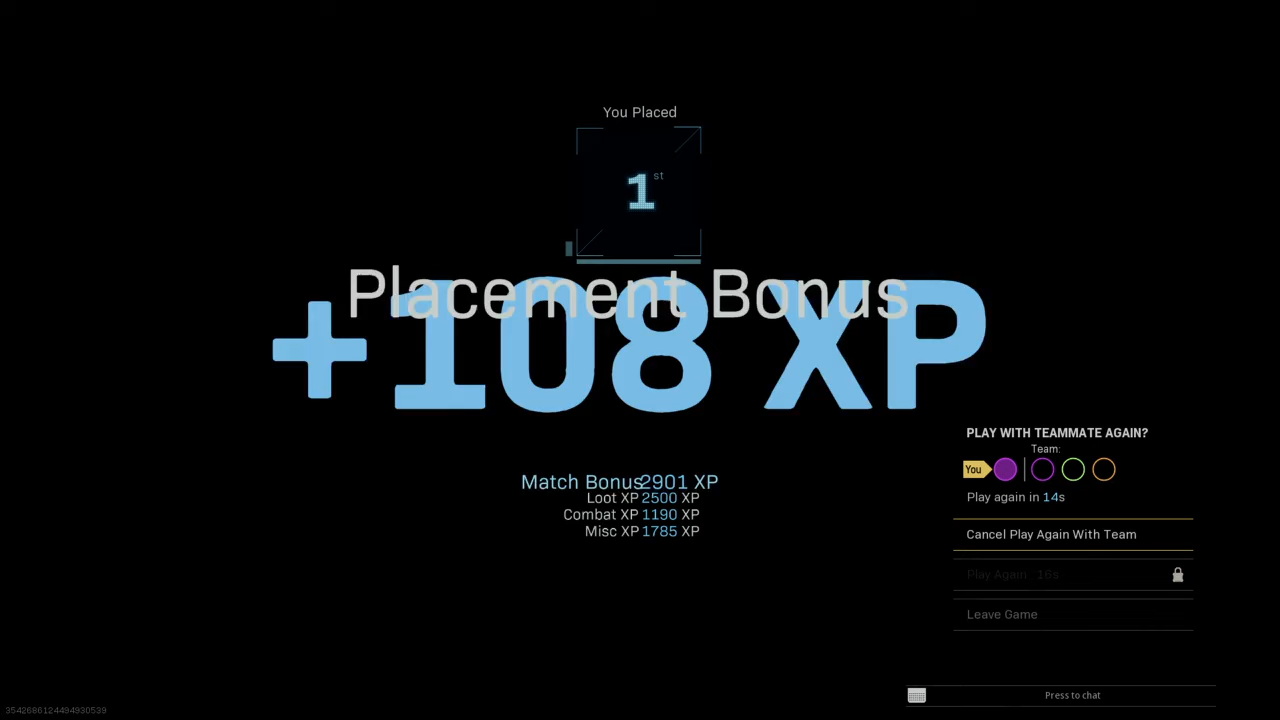 You Placed
1st
Placement Bonus
+108 XP
Match Bonus 2901 XP
Loot XP 2500 XP
Combat XP 1190 XP
Misc XP 1785 XP
PLAY WITH TEAMMATE AGAIN?
Team:
You
Play again in 14s
Cancel Play Again With Team
Play Again 16s
Leave Game
Press to chat
3542686124494930539